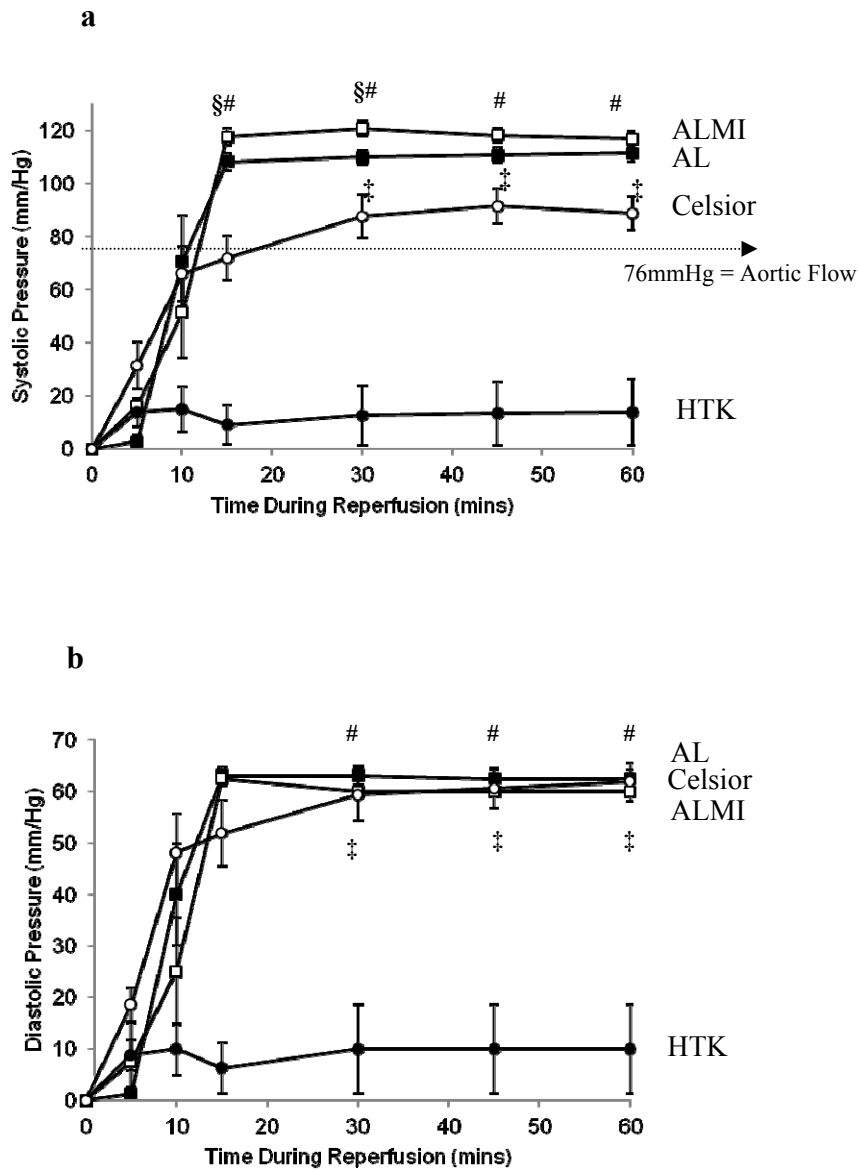 a
§# §# # #
120
100
80
60
40
20
0
Systolic Pressure (mm/Hg)
ALMI
AL
‡ ‡ ‡
Celsior
76mmHg = Aortic Flow
HTK
0 10 20 30 40 50 60
Time During Reperfusion (mins)
b
70
60
50
40
30
20
10
0
Diastolic Pressure (mm/Hg)
# # #
AL
Celsior
ALMI
‡ ‡ ‡
HTK
0 10 20 30 40 50 60
Time During Reperfusion (mins)